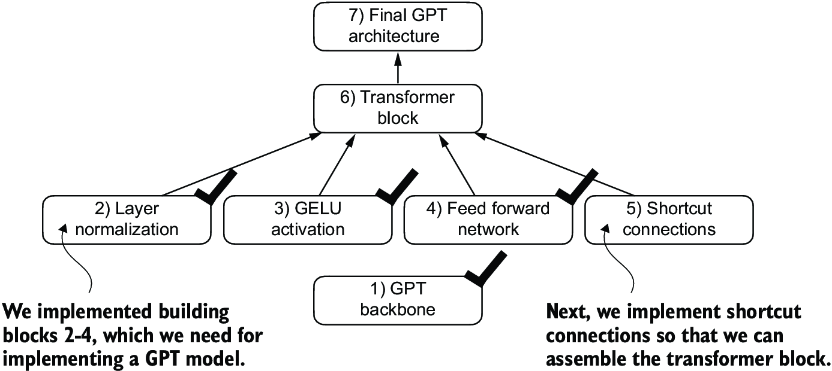 7) Final GPT
architecture
6) Transformer
block
2) Layer
normalization
3) GELU
activation
4) Feed forward
network
5) Shortcut
connections
1) GPT
backbone
We implemented building
blocks 2-4, which we need for
implementing a GPT model.
Next, we implement shortcut
connections so that we can
assemble the transformer block.